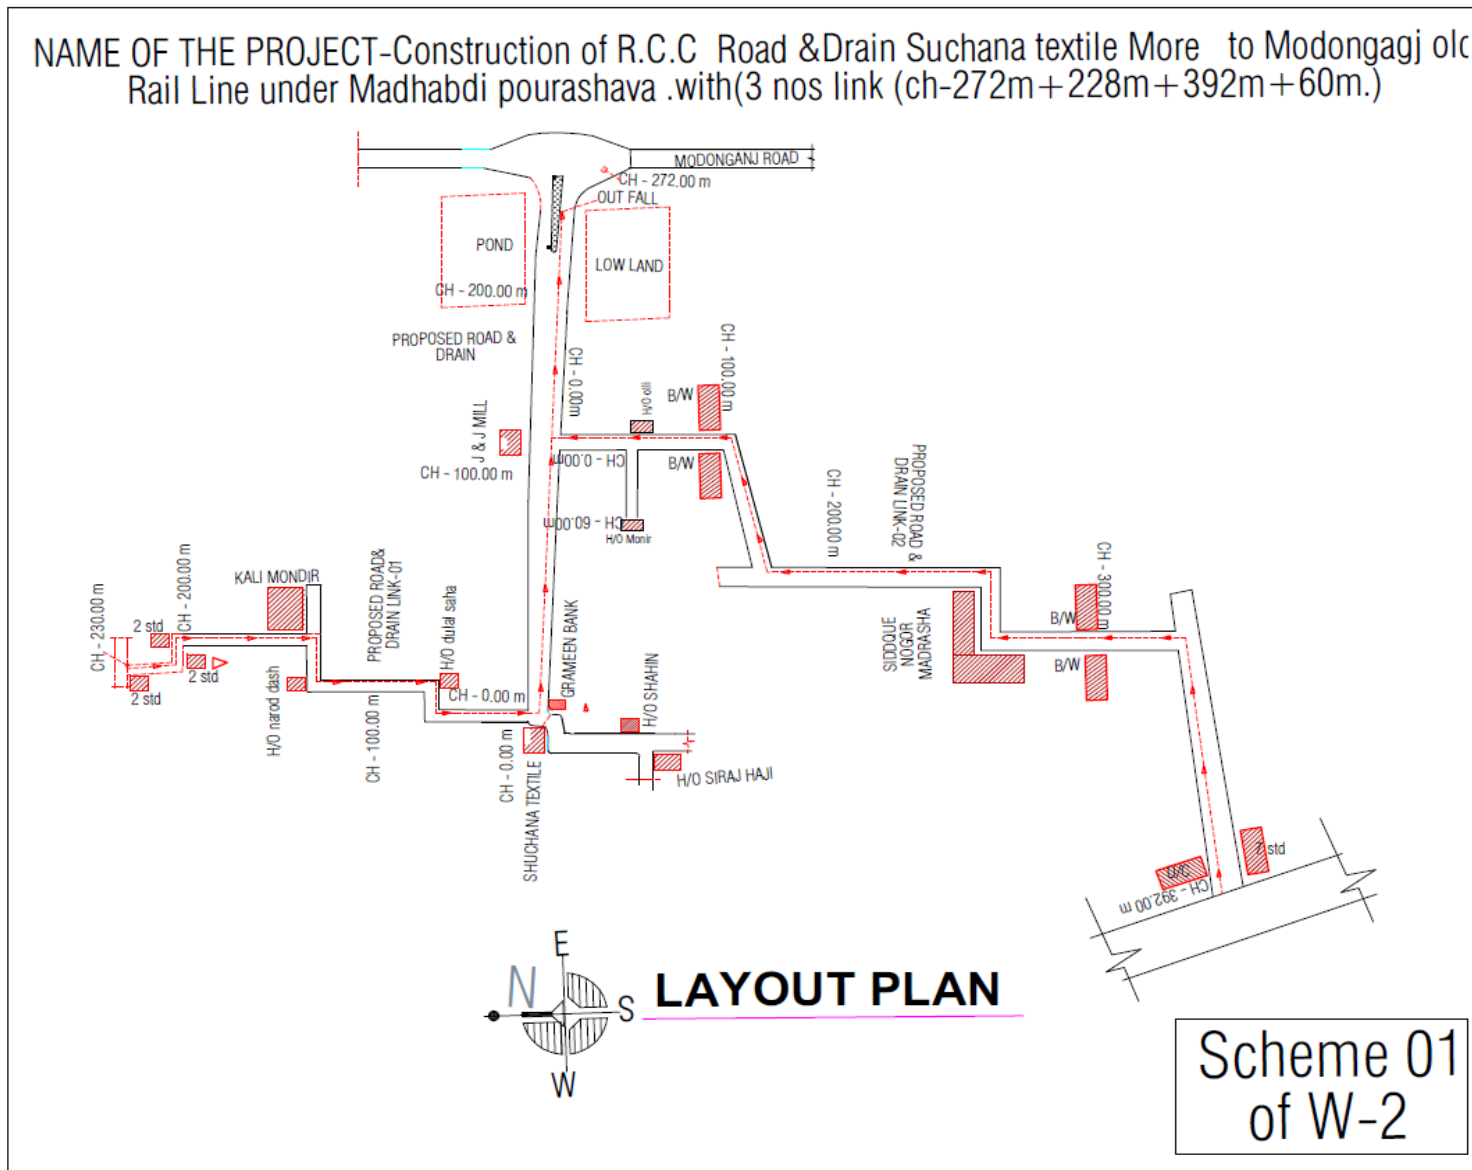 NAME OF THE PROJECT-Construction of R.C.C Road &Drain Suchana textile More to Modongagj old
Rail Line under Madhabdi pourashava .with(3 nos link (ch-272m+228m+392m+60m.)
MODONGANJ ROAD
CH - 272.00 m
OUT FALL
POND
LOW LAND
CH - 200.00 m
PROPOSED ROAD &
DRAIN
CH - 0.00m
CH - 100.00 m
B/W
H/O olli
J & J MILL
CH - 100.00 m
CH - 0.00m
B/W
CH - 60.00m
H/O Monir
CH - 200.00 m
PROPOSED ROAD &
DRAIN LINK-02
CH - 300.00 m
B/W
B/W
SIDDQUE
NOGOR
MADRASHA
CH - 230.00 m
2 std
CH - 200.00 m
KALI MONDIR
2 std
2 std
H/O narod dash
PROPOSED ROAD&
DRAIN LINK-01
CH - 100.00 m
H/O dulal saha
CH - 0.00 m
GRAMEEN BANK
CH - 0.00 m
SHUCHANA TEXTILE
H/O SHAHIN
H/O SIRAJ HAJI
std
CH - 392.00 m
E
N
S
W
LAYOUT PLAN
Scheme 01
of W-2